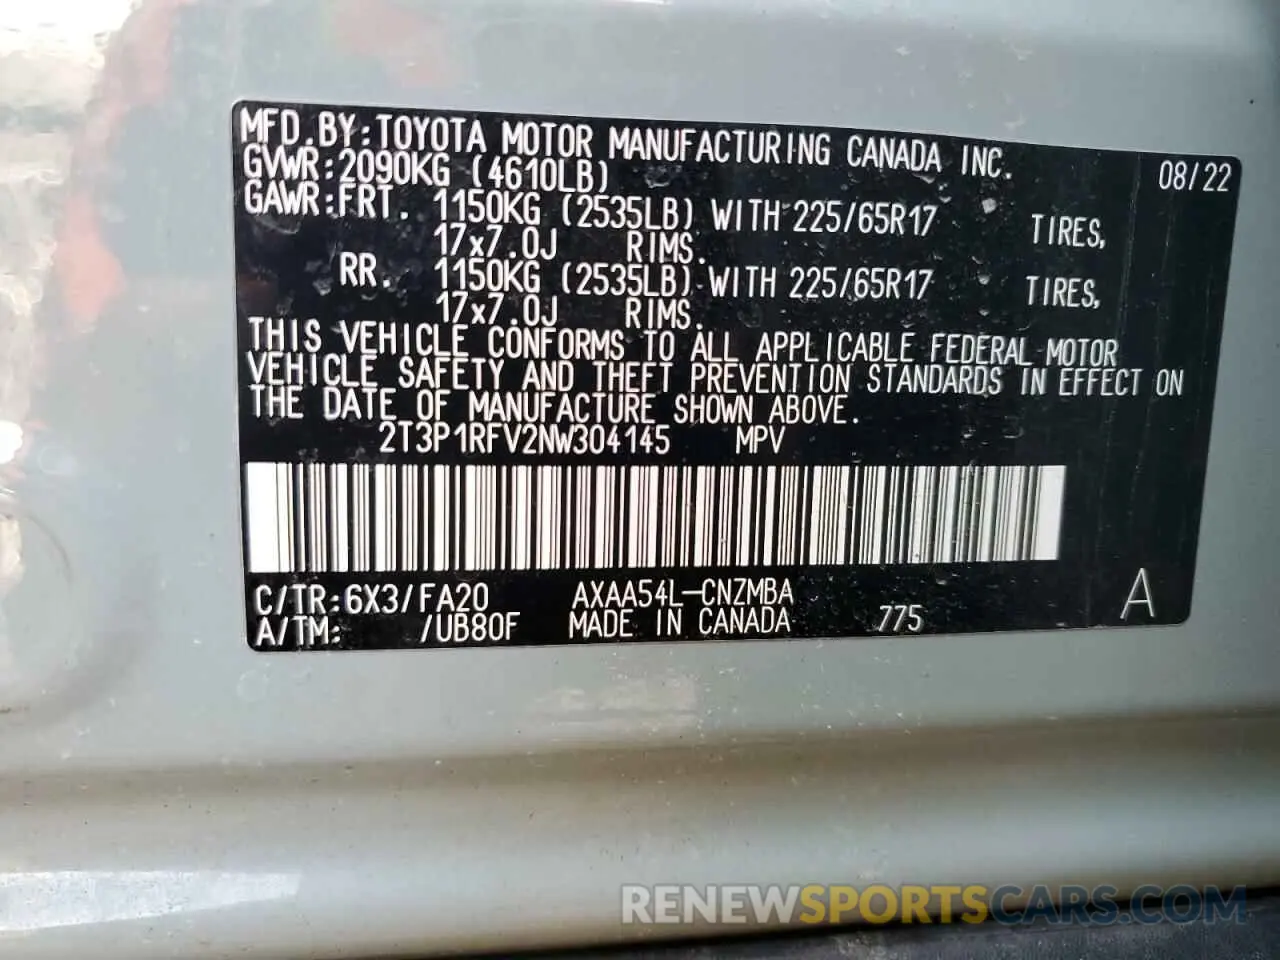 MFD.BY:TOYOTA MOTOR MANUFACTURING CANADA INC. 08/22
GVWR:2090KG (4610LB)
GAWR:FRT. 1150KG (2535LB) WITH 225/65R17 TIRES,
17x7.0J RIMS.
RR. 1150KG (2535LB) WITH 225/65R17 TIRES,
17x7.0J RIMS.
THIS VEHICLE CONFORMS TO ALL APPLICABLE FEDERAL MOTOR
VEHICLE SAFETY AND THEFT PREVENTION STANDARDS IN EFFECT ON
THE DATE OF MANUFACTURE SHOWN ABOVE.
2T3P1RFV2NW304145 MPV
C/TR:6X3/FA20 AXAA54L-CNZMBA
A/TM: /UB80F MADE IN CANADA 775 A
RENEWSPORTSCARS.COM